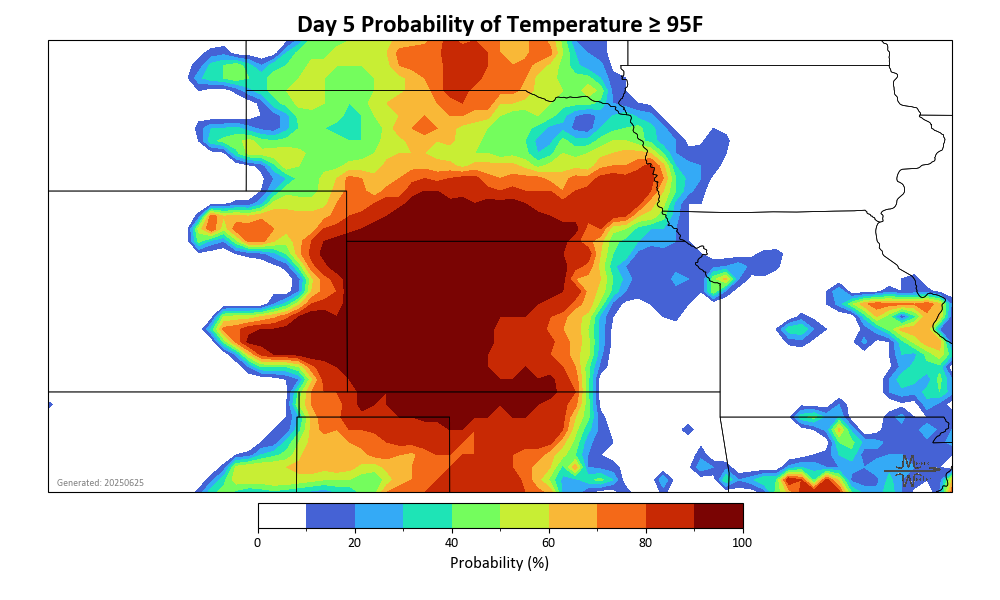 Day 5 Probability of Temperature ≥ 95F
Generated: 20250625
0 20 40 60 80 100
Probability (%)